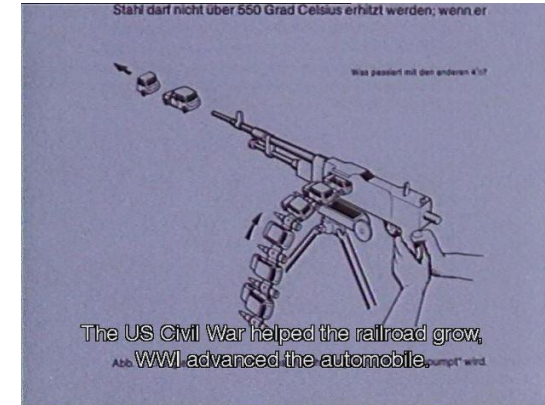 Stahl darf nicht über 550 Grad Celsius erhitzt werden; wenn er
Was passiert mit den anderen 4%?
The US Civil War helped the railroad grow,
WWI advanced the automobile.
Abb. pumpt" wird.